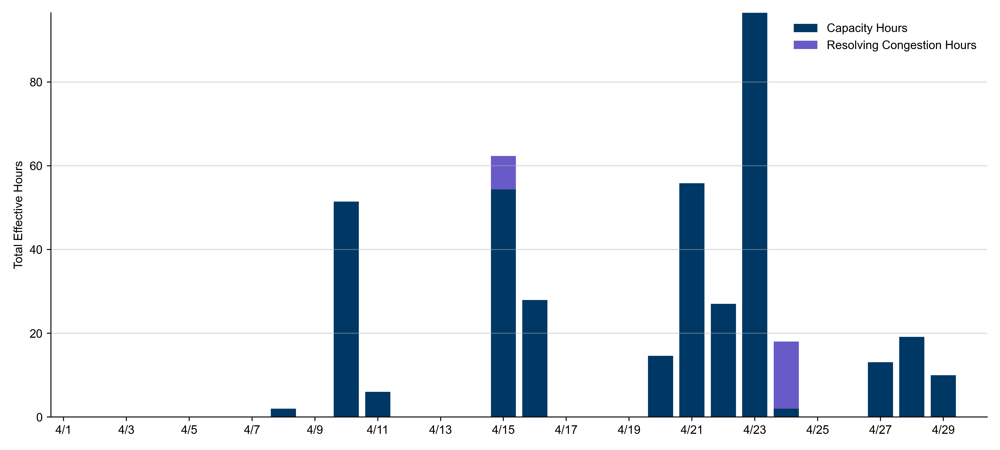 Capacity Hours
Resolving Congestion Hours
Total Effective Hours
80
60
40
20
0
4/1 4/3 4/5 4/7 4/9 4/11 4/13 4/15 4/17 4/19 4/21 4/23 4/25 4/27 4/29